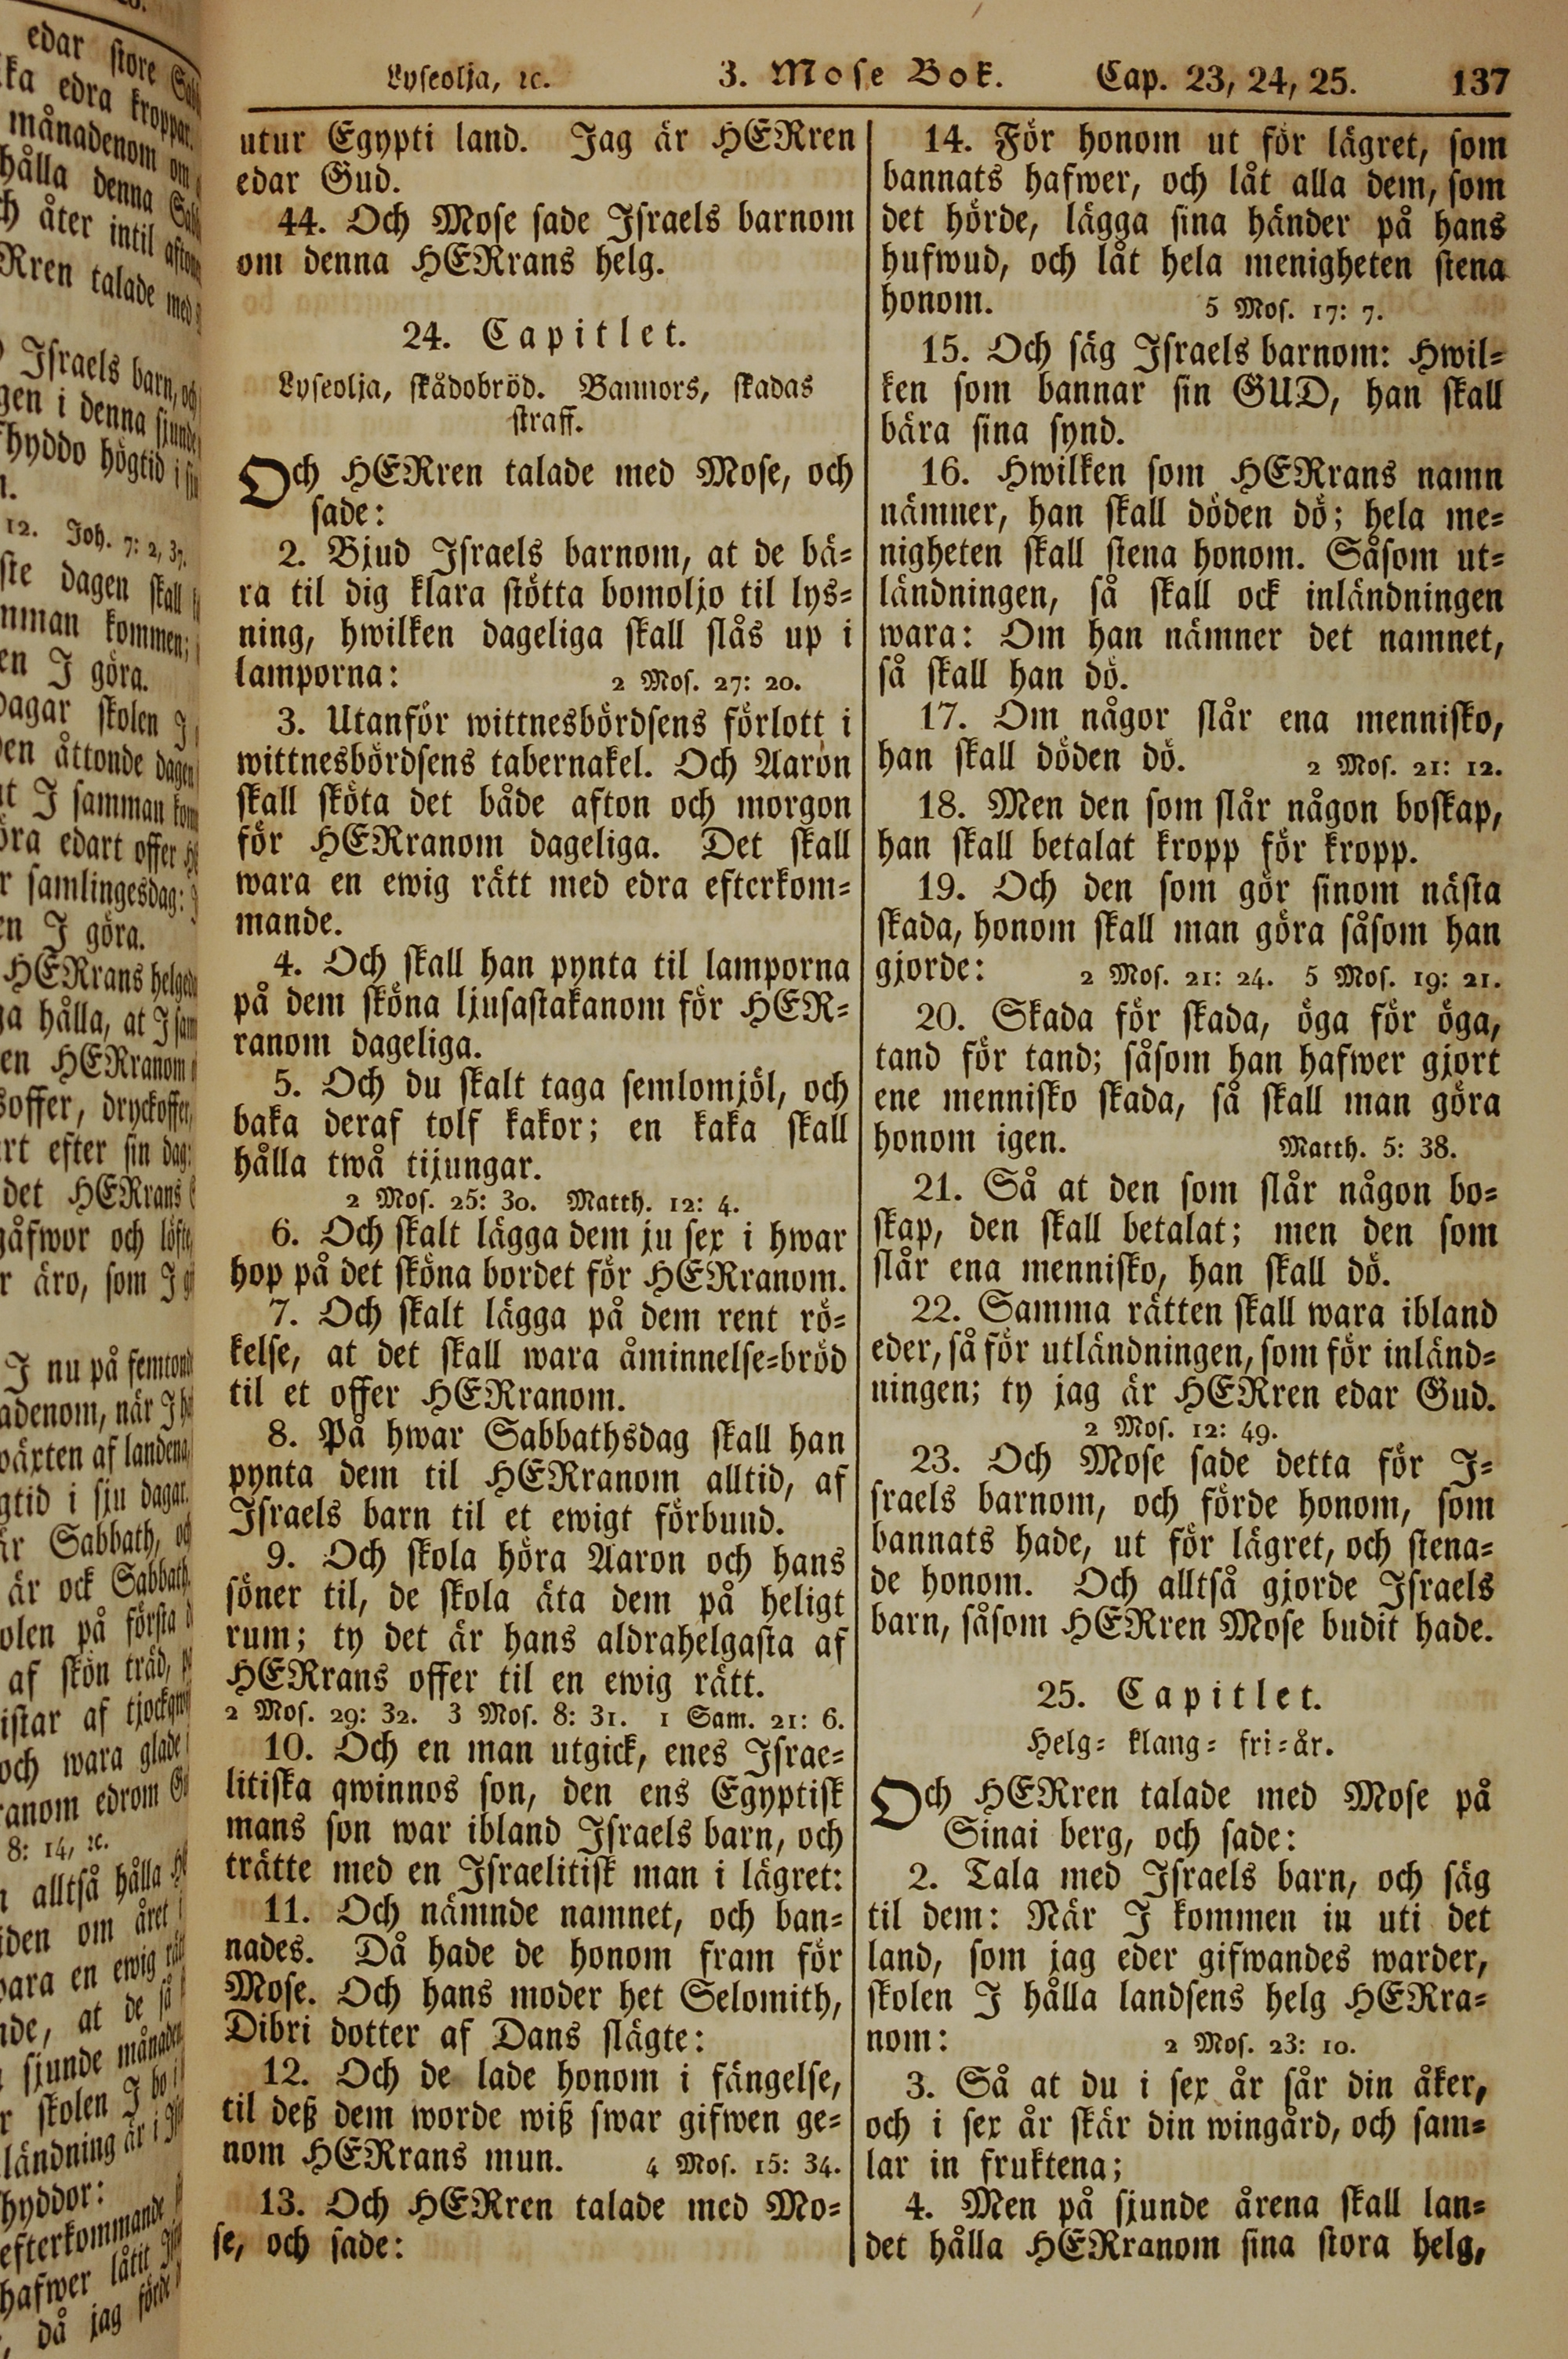 Lyseolja, ꝛc. 3. Mose Bok. Cap. 23, 24, 25. 137
utur Egypti land. Jag är HERren
edar Gud.
44. Och Mose sade Israels barnom
om denna HERrans helg.
24. Capitlet.
Lyseolja, skådobröd. Bannors, skadas
straff.
Och HERren talade med Mose, och
sade:
2. Bjud Israels barnom, at de bä-
ra til dig klara stötta bomoljo til lys-
ning, hwilken dageliga skall slås up i
lamporna: 2 Mos. 27: 20.
3. Utanför wittnesbördsens förlott i
wittnesbördsens tabernakel. Och Aaron
skall sköta det både afton och morgon
för HERranom dageliga. Det skall
wara en ewig rätt med edra efterkom-
mande.
4. Och skall han pynta til lamporna
på dem sköna ljusastakanom för HER-
ranom dageliga.
5. Och du skalt taga semlomjöl, och
baka deraf tolf kakor; en kaka skall
hålla twå tijungar.
2 Mos. 25: 30. Matth. 12: 4.
6. Och skalt lägga dem ju sex i hwar
hop på det sköna bordet för HERranom.
7. Och skalt lägga på dem rent rö-
kelse, at det skall wara åminnelse-bröd
til et offer HERranom.
8. På hwar Sabbathsdag skall han
pynta dem til HERranom alltid, af
Israels barn til et ewigt förbund.
9. Och skola höra Aaron och hans
söner til, de skola äta dem på heligt
rum; ty det är hans aldrahelgasta af
HERrans offer til en ewig rätt.
2 Mos. 29: 32. 3 Mos. 8: 31. 1 Sam. 21: 6.
10. Och en man utgick, enes Israe-
litiska qwinnos son, den ens Egyptisk
mans son war ibland Israels barn, och
trätte med en Israelitisk man i lägret:
11. Och nämnde namnet, och ban-
nades. Då hade de honom fram för
Mose. Och hans moder het Selomith,
Dibri dotter af Dans slägte:
12. Och de lade honom i fängelse,
til deß dem worde wiß swar gifwen ge-
nom HERrans mun. 4 Mos. 15: 34.
13. Och HERren talade med Mo-
se, och sade:
14. För honom ut för lägret, som
bannats hafwer, och låt alla dem, som
det hörde, lägga sina händer på hans
hufwud, och låt hela menigheten stena
honom. 5 Mos. 17: 7.
15. Och säg Israels barnom: Hwil-
ken som bannar sin GUD, han skall
bära sina synd.
16. Hwilken som HERrans namn
nämner, han skall döden dö; hela me-
nigheten skall stena honom. Såsom ut-
ländningen, så skall ock inländningen
wara: Om han nämner det namnet,
så skall han dö.
17. Om någor slår ena mennisko,
han skall döden dö. 2 Mos. 21: 12.
18. Men den som slår någon boskap,
han skall betalat kropp för kropp.
19. Och den som gör sinom nästa
skada, honom skall man göra såsom han
gjorde: 2 Mos. 21: 24. 5 Mos. 19: 21.
20. Skada för skada, öga för öga,
tand för tand; såsom han hafwer gjort
ene mennisko skada, så skall man göra
honom igen. Matth. 5: 38.
21. Så at den som slår någon bo-
skap, den skall betalat; men den som
slår ena mennisko, han skall dö.
22. Samma rätten skall wara ibland
eder, så för utländningen, som för inländ-
ningen; ty jag är HERren edar Gud.
2 Mos. 12: 49.
23. Och Mose sade detta för I-
sraels barnom, och förde honom, som
bannats hade, ut för lägret, och stena-
de honom. Och alltså gjorde Israels
barn, såsom HERren Mose budit hade.
25. Capitlet.
Helg- klang- fri-år.
Och HERren talade med Mose på
Sinai berg, och sade:
2. Tala med Israels barn, och säg
til dem: När I kommen in uti det
land, som jag eder gifwandes warder,
skolen I hålla landsens helg HERra-
nom: 2 Mos. 23: 10.
3. Så at du i sex år sår din åker,
och i sex år skär din wingård, och sam-
lar in fruktena;
4. Men på sjunde årena skall lan-
det hålla HERranom sina stora helg,